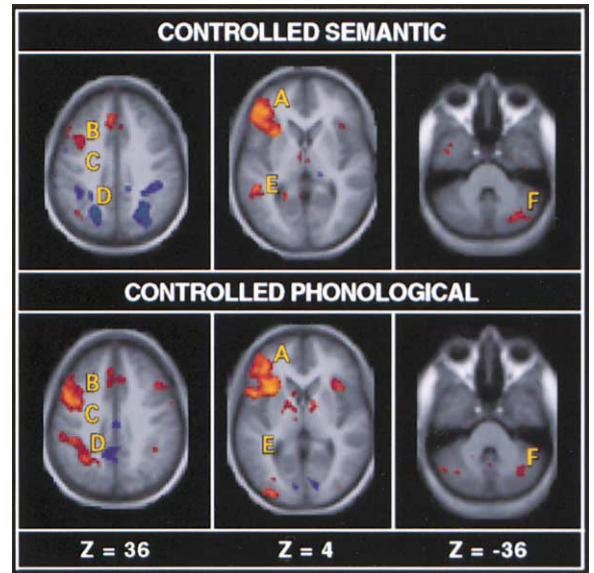 CONTROLLED SEMANTIC
B
C
D
A
E
F
CONTROLLED PHONOLOGICAL
B
C
D
A
E
F
Z = 36
Z = 4
Z = -36